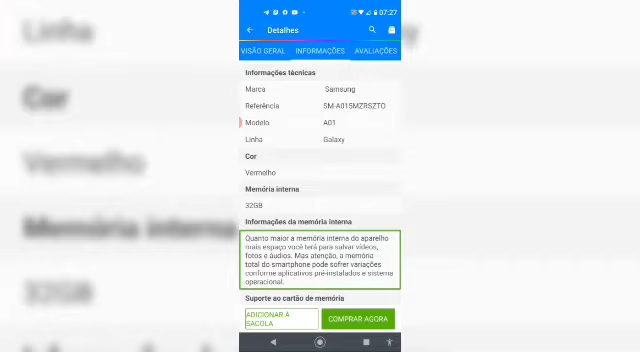 07:27
Detalhes
VISÃO GERAL INFORMAÇÕES AVALIAÇÕES
Informações técnicas
Marca Samsung
Referência SM-A015MZRSZTO
Modelo A01
Linha Galaxy
Cor
Vermelho
Memória interna
32GB
Informações da memória interna
Quanto maior a memória interna do aparelho
mais espaço você terá para salvar vídeos,
fotos e áudios. Mas atenção, a memória
total do smartphone pode sofrer variações
conforme aplicativos pré-instalados e sistema
operacional.
Suporte ao cartão de memória
ADICIONAR À
SACOLA
COMPRAR AGORA
Linha
Cor
Vermelho
Memória interna
32GB